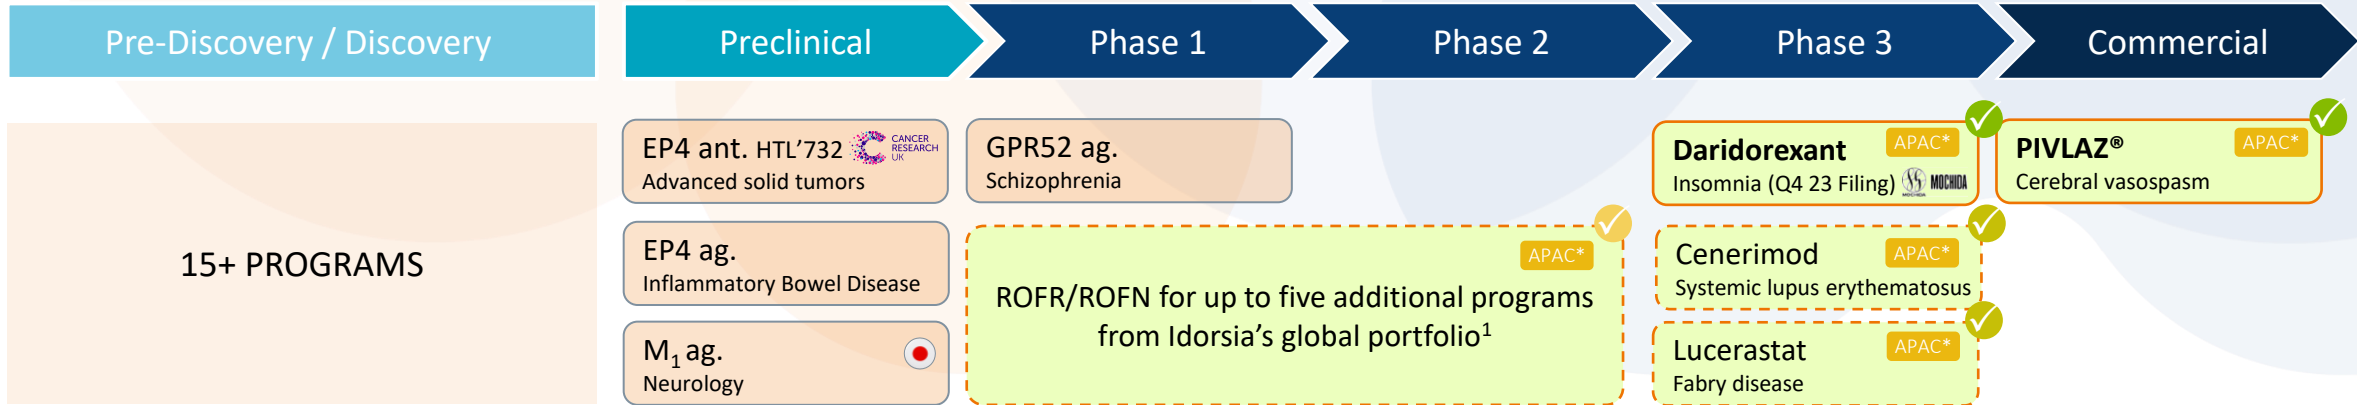 Pre-Discovery / Discovery
Preclinical
Phase 1
Phase 2
Phase 3
Commercial
15+ PROGRAMS
EP4 ant. HTL'732
CANCER
RESEARCH
UK
Advanced solid tumors
EP4 ag.
Inflammatory Bowel Disease
M₁ ag.
Neurology
GPR52 ag.
Schizophrenia
APAC*
ROFR/ROFN for up to five additional programs
from Idorsia's global portfolio¹
Daridorexant APAC*
Insomnia (Q4 23 Filing) MOCHIDA MOCHIDA
Cenerimod APAC*
Systemic lupus erythematosus
Lucerastat APAC*
Fabry disease
PIVLAZ® APAC*
Cerebral vasospasm